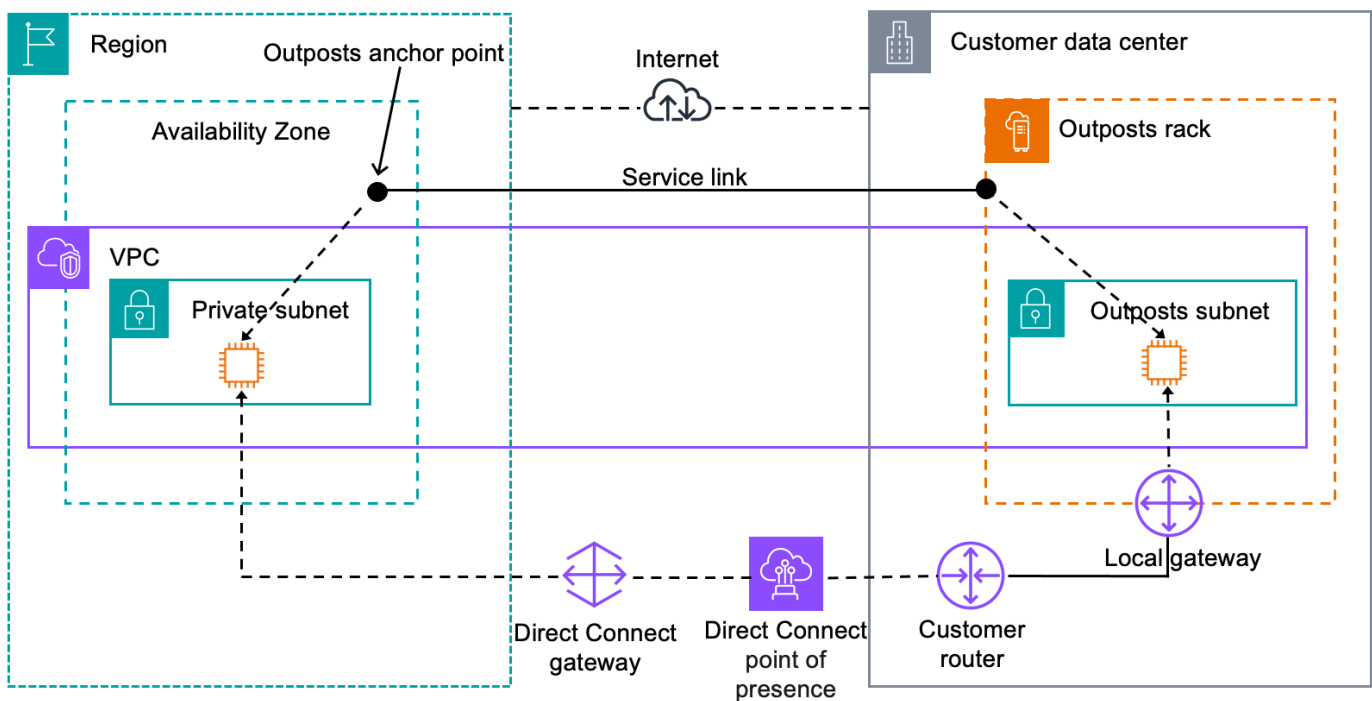 Region
Outposts anchor point
Internet
Customer data center
Availability Zone
Outposts rack
Service link
VPC
Private subnet
Outposts subnet
Local gateway
Direct Connect
gateway
Direct Connect
point of
presence
Customer
router